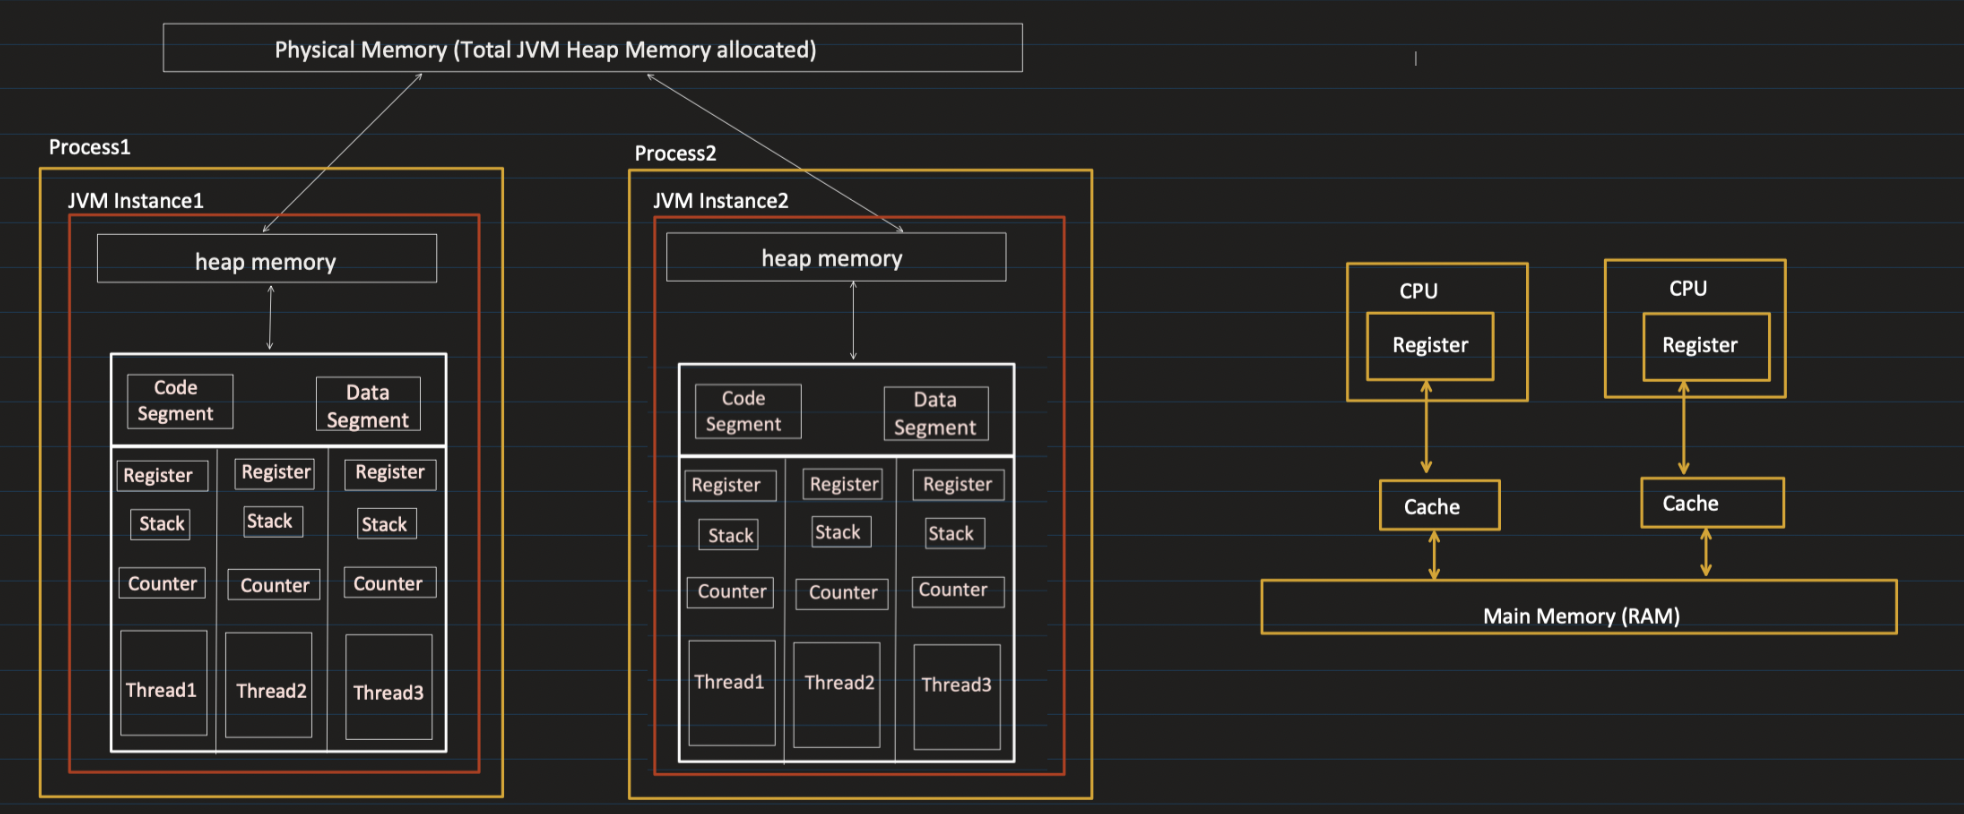 Physical Memory (Total JVM Heap Memory allocated)
Process1
JVM Instance1
heap memory
Code
Segment
Data
Segment
Register
Register
Register
Stack
Stack
Stack
Counter
Counter
Counter
Thread1
Thread2
Thread3
Process2
JVM Instance2
heap memory
Code
Segment
Data
Segment
Register
Register
Register
Stack
Stack
Stack
Counter
Counter
Counter
Thread1
Thread2
Thread3
CPU
Register
CPU
Register
Cache
Cache
Main Memory (RAM)